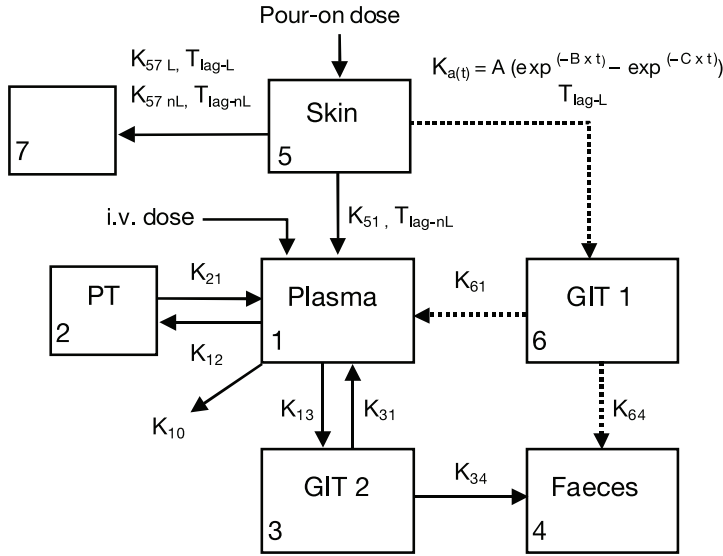 Pour-on dose
K57 L, Tlag-L
K57 nL, Tlag-nL
Ka(t) = A (exp (-B x t) – exp (-C x t))
Tlag-L
Skin
5
7
K51 , Tlag-nL
i.v. dose
K21
PT
2
K12
Plasma
1
K61
GIT 1
6
K10
K13
K31
K64
GIT 2
3
K34
Faeces
4